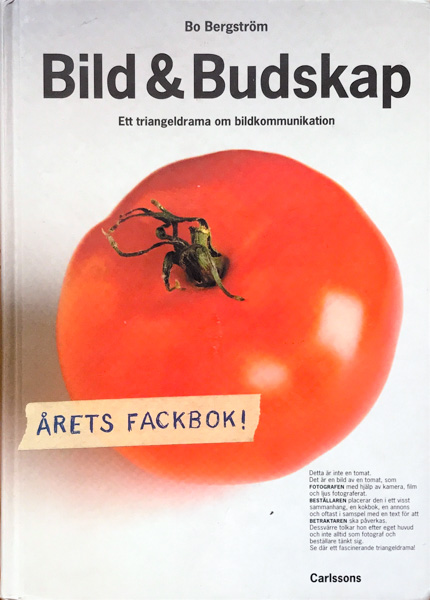 Bo Bergström
Bild & Budskap
Ett triangeldrama om bildkommunikation
ÅRETS FACKBOK!
Detta är inte en tomat.
Det är en bild av en tomat, som
FOTOGRAFEN med hjälp av kamera, film
och ljus fotograferat.
BESTÄLLAREN placerar den i ett visst
sammanhang, en kokbok, en annons
och oftast i samspel med en text för att
BETRAKTAREN ska påverkas.
Dessvärre tolkar hon efter eget huvud
och inte alltid som fotograf och
beställare tänkt sig.
Se där ett fascinerande triangeldrama!
Carlssons